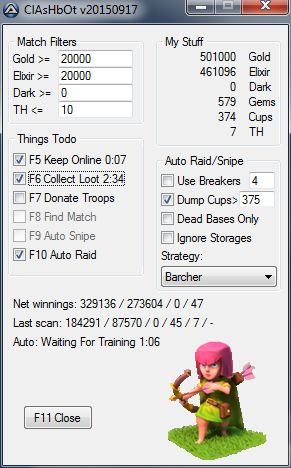 ClAsHbOt v20150917
Match Filters
Gold >= 20000
Elixir >= 20000
Dark >= 0
TH <= 10
My Stuff
501000 Gold
461096 Elixir
0 Dark
579 Gems
374 Cups
7 TH
Things Todo
F5 Keep Online 0:07
F6 Collect Loot 2:34
F7 Donate Troops
F8 Find Match
F9 Auto Snipe
F10 Auto Raid
Auto Raid/Snipe
Use Breakers 4
Dump Cups> 375
Dead Bases Only
Ignore Storages
Strategy:
Barcher
Net winnings: 329136 / 273604 / 0 / 47
Last scan: 184291 / 87570 / 0 / 45 / 7 / -
Auto: Waiting For Training 1:06
F11 Close